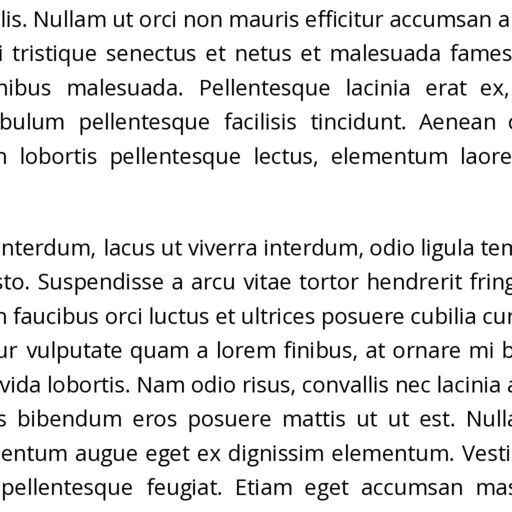 lis. Nullam ut orci non mauris efficitur accumsan a
i tristique senectus et netus et malesuada fames
nibus malesuada. Pellentesque lacinia erat ex,
bulum pellentesque facilisis tincidunt. Aenean
lobortis pellentesque lectus, elementum laore
nterdum, lacus ut viverra interdum, odio ligula tem
sto. Suspendisse a arcu vitae tortor hendrerit fring
n faucibus orci luctus et ultrices posuere cubilia cur
ur vulputate quam a lorem finibus, at ornare mi b
vida lobortis. Nam odio risus, convallis nec lacinia a
s bibendum eros posuere mattis ut ut est. Nulla
entum augue eget ex dignissim elementum. Vesti
pellentesque feugiat. Etiam eget accumsan mas